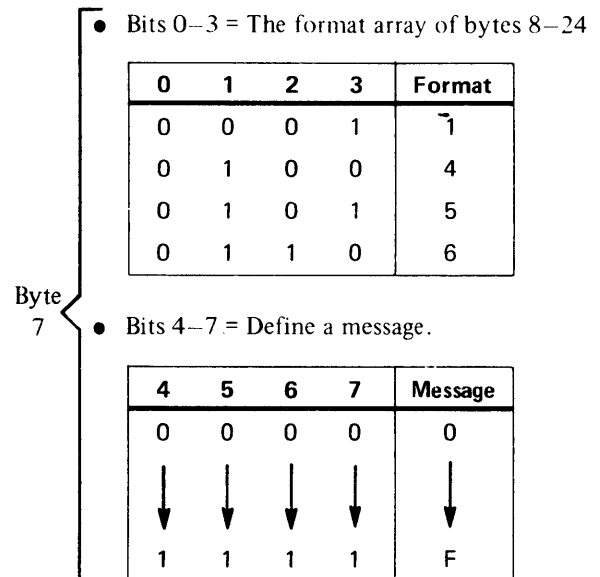 • Bits 0–3 = The format array of bytes 8–24
0 1 2 3 Format
0 0 0 1 1
0 1 0 0 4
0 1 0 1 5
0 1 1 0 6
Byte
7
• Bits 4–7 = Define a message.
4 5 6 7 Message
0 0 0 0 0
1 1 1 1 F